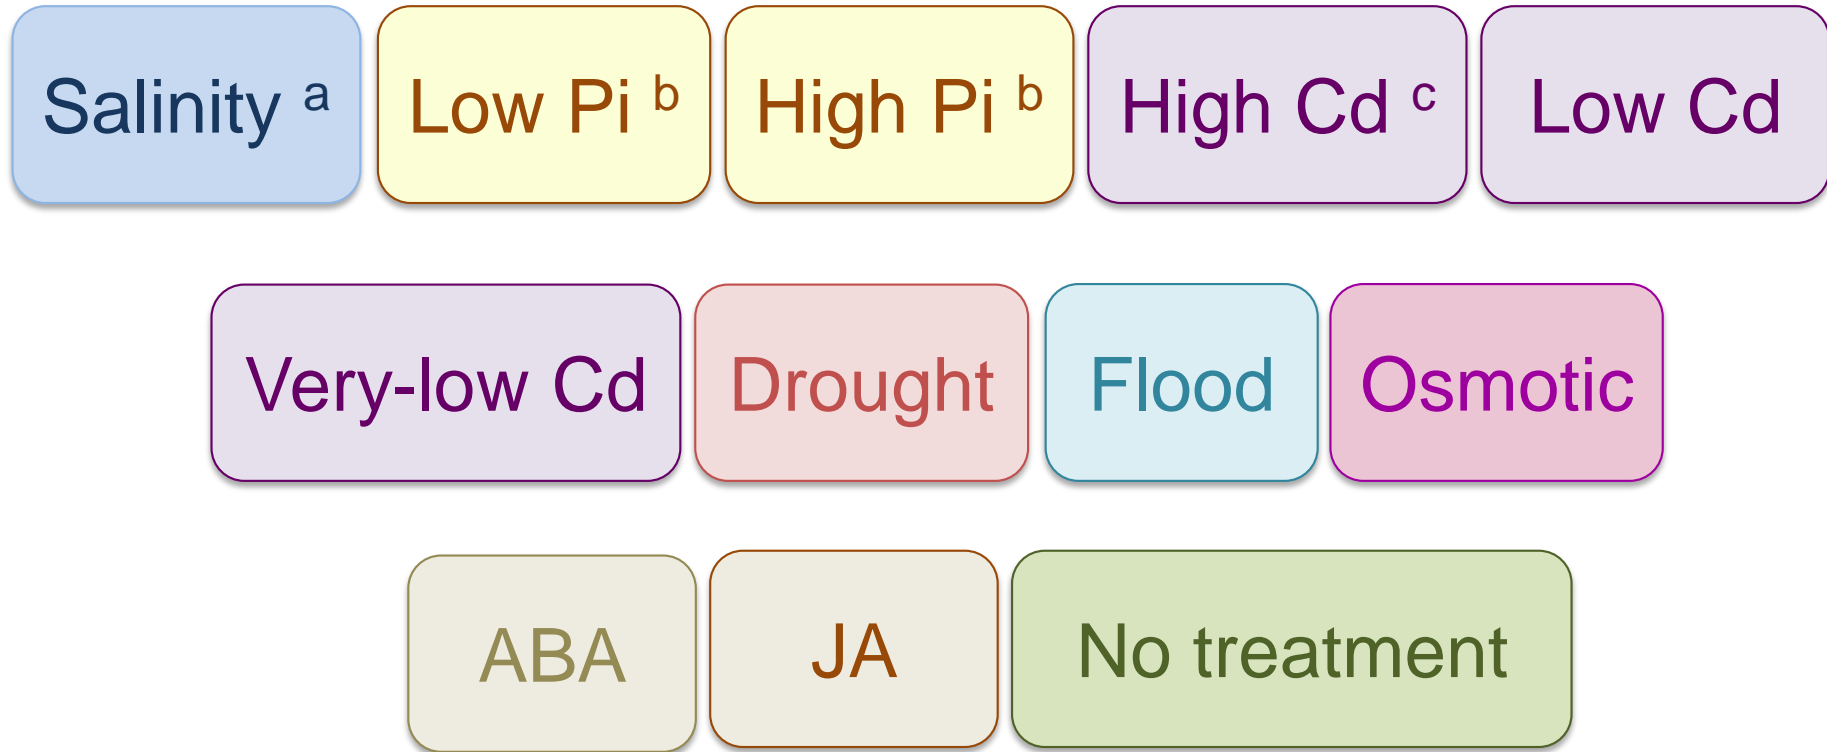 Salinity a Low Pi b High Pi b High Cd c Low Cd
Very-low Cd Drought Flood Osmotic
ABA JA No treatment